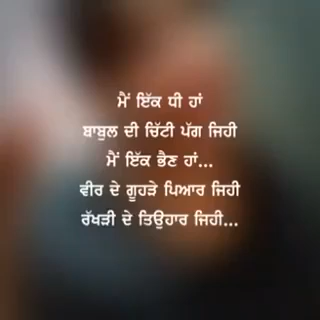 ਮੈਂ ਇੱਕ ਧੀ ਹਾਂ
ਬਾਬੁਲ ਦੀ ਚਿੱਟੀ ਪੱਗ ਜਿਹੀ
ਮੈਂ ਇੱਕ ਭੈਣ ਹਾਂ...
ਵੀਰ ਦੇ ਗੂਹੜੇ ਪਿਆਰ ਜਿਹੀ
ਰੱਖੜੀ ਦੇ ਤਿਉਹਾਰ ਜਿਹੀ...